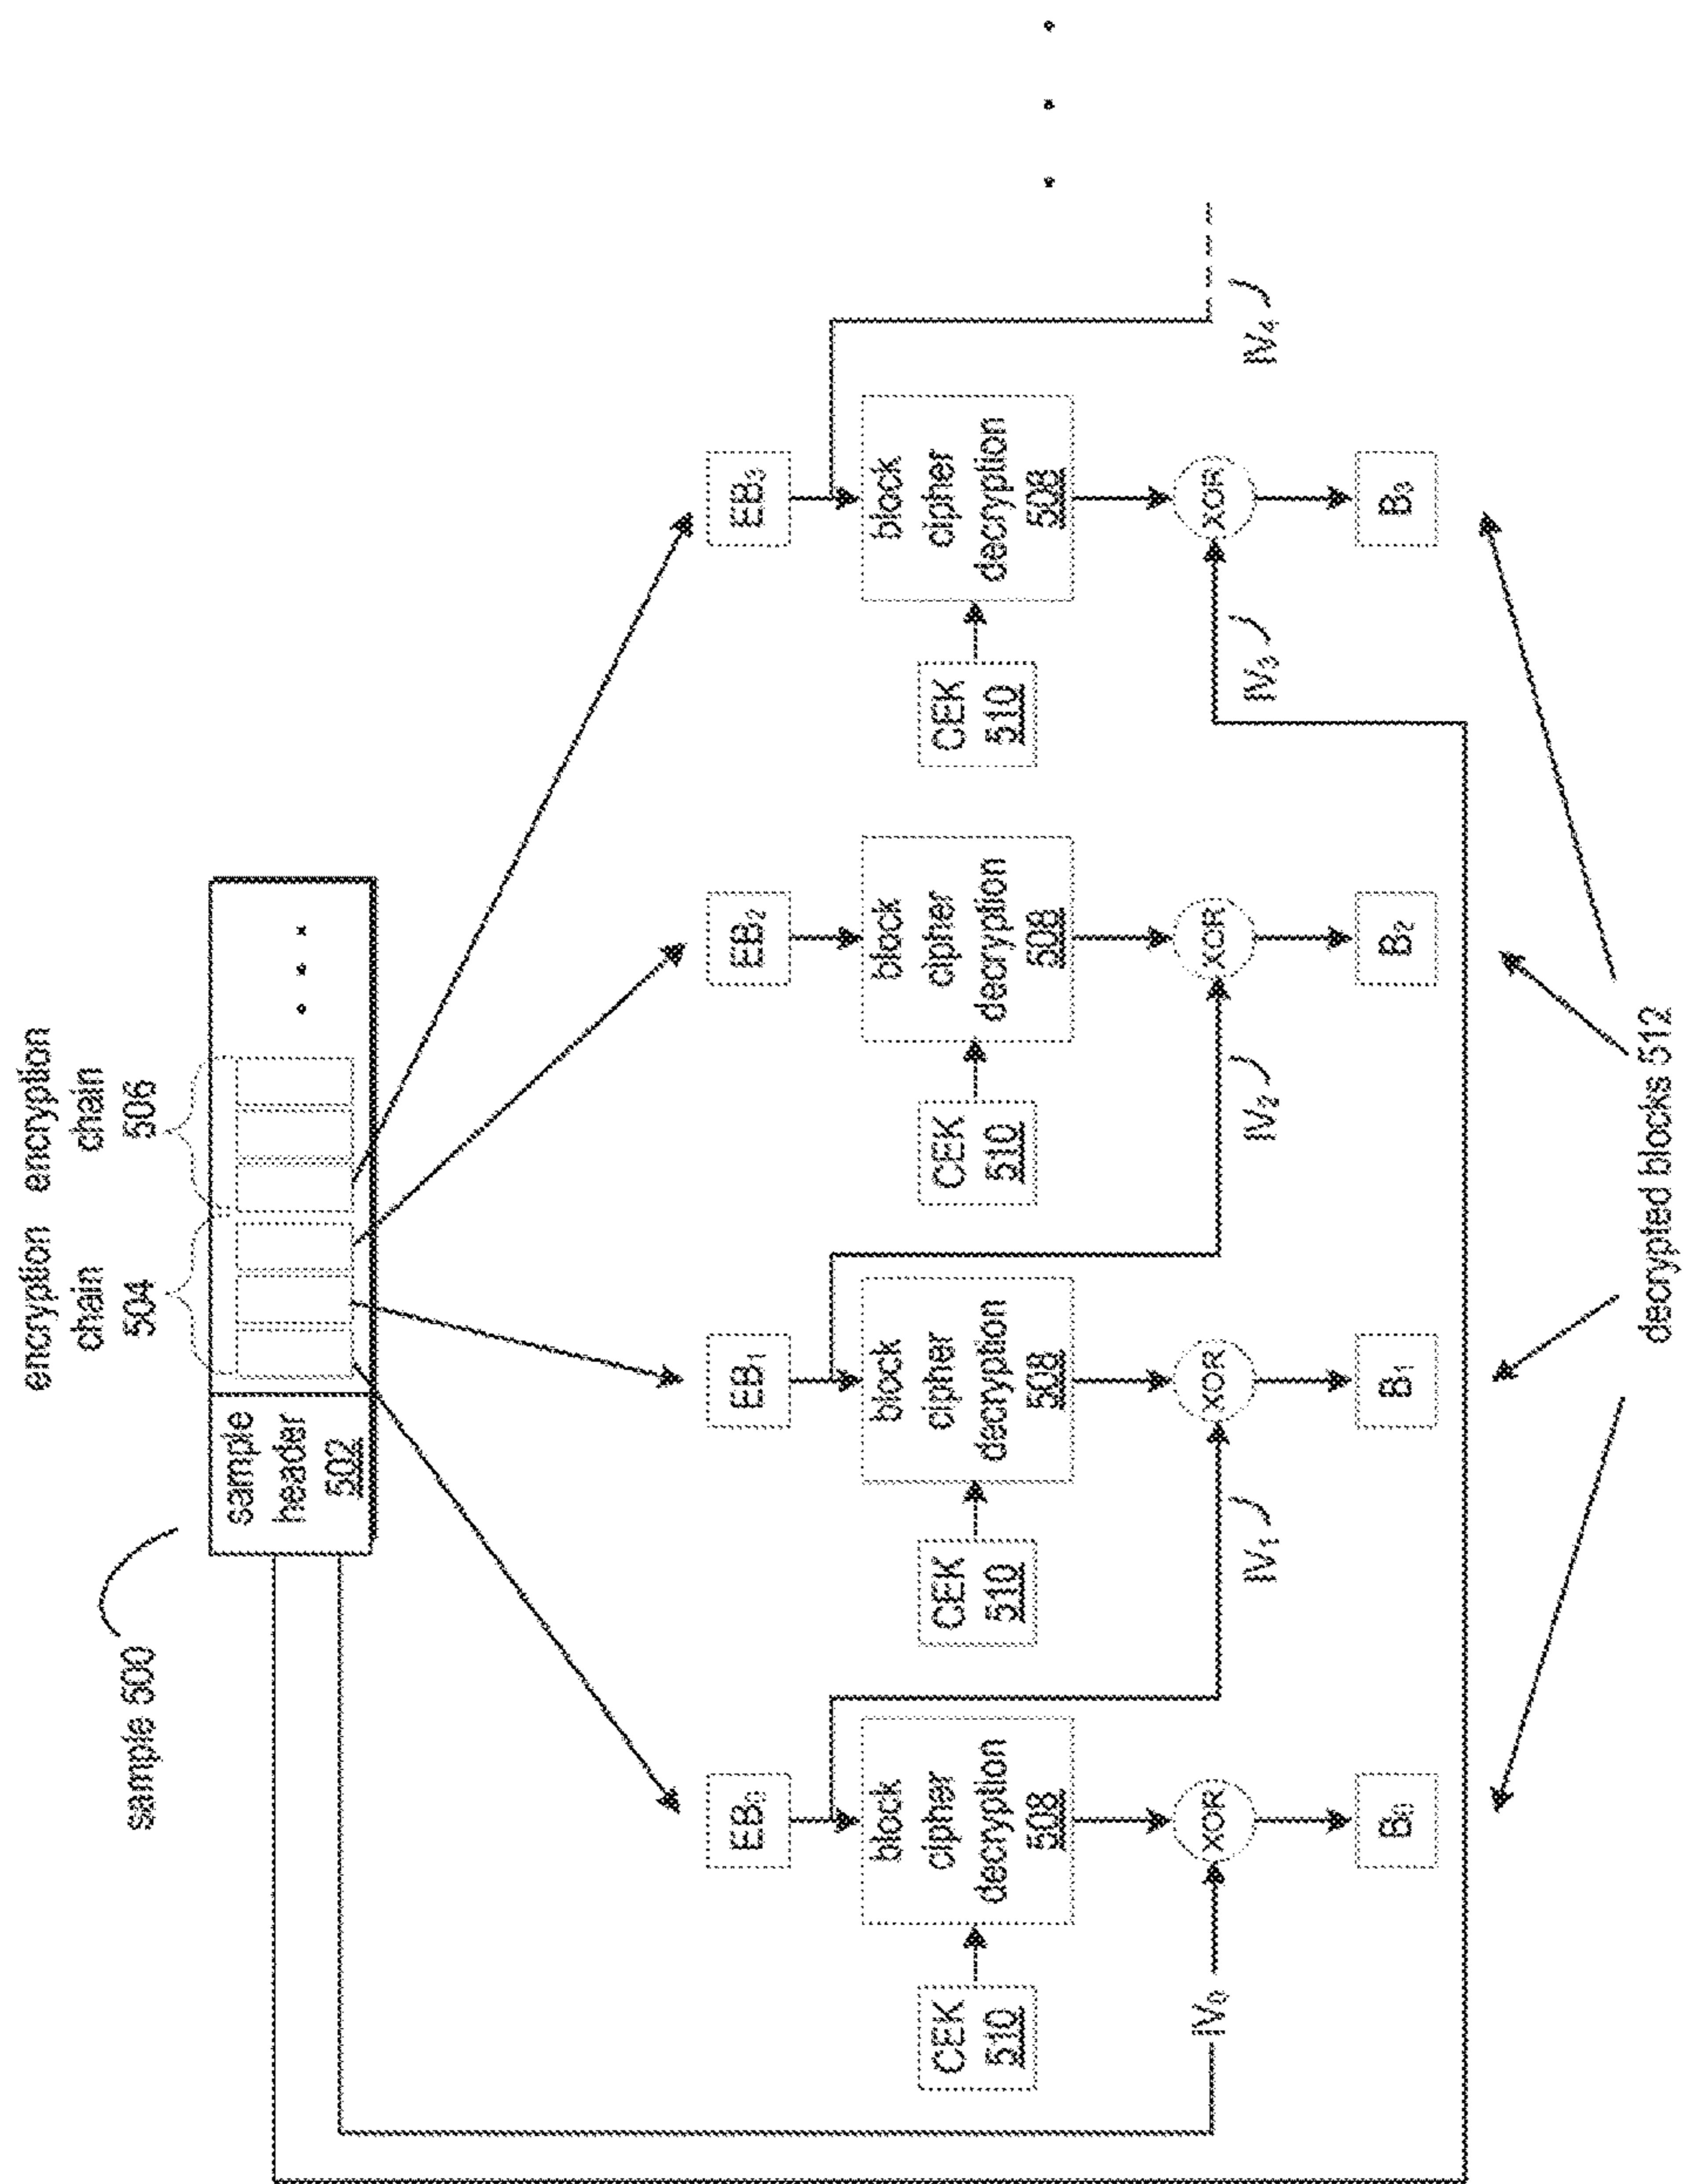 encryption
chain
504
encryption
chain
506
sample 500
sample
header
502
EB₀
EB₁
EB₂
EB₃
CEK
510
block
cipher
decryption
508
CEK
510
block
cipher
decryption
508
CEK
510
block
cipher
decryption
508
CEK
510
block
cipher
decryption
508
IV₀
XOR
IV₁
XOR
IV₂
XOR
IV₃
XOR
IV₄
B₀
B₁
B₂
B₃
decrypted blocks 512